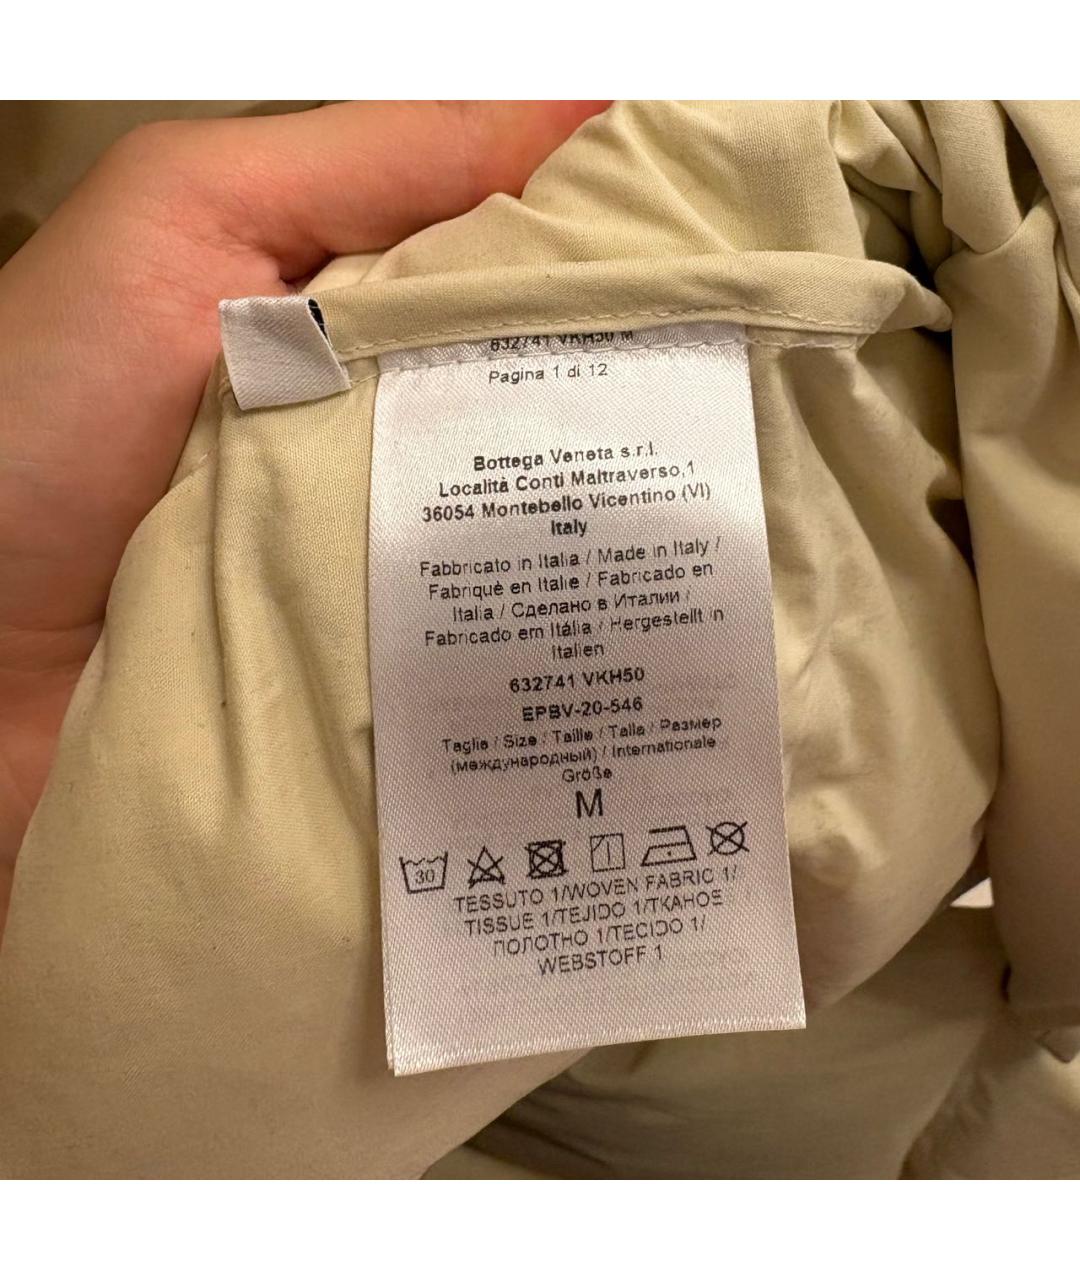 632741 VKH50 M
Pagina 1 di 12
Bottega Veneta s.r.l.
Località Conti Maltraverso,1
36054 Montebello Vicentino (VI)
Italy
Fabbricato in Italia / Made in Italy /
Fabriqué en Italie / Fabricado en
Italia / Сделано в Италии /
Fabricado em Itália / Hergestellt in
Italien
632741 VKH50
EPBV-20-546
Taglia / Size / Taille / Talla / Размер
(международный) / Internationale
Größe
M
30
TESSUTO 1/WOVEN FABRIC 1/
TISSUE 1/TEJIDO 1/ТКАНОЕ
ПОЛОТНО 1/TECIDO 1/
WEBSTOFF 1